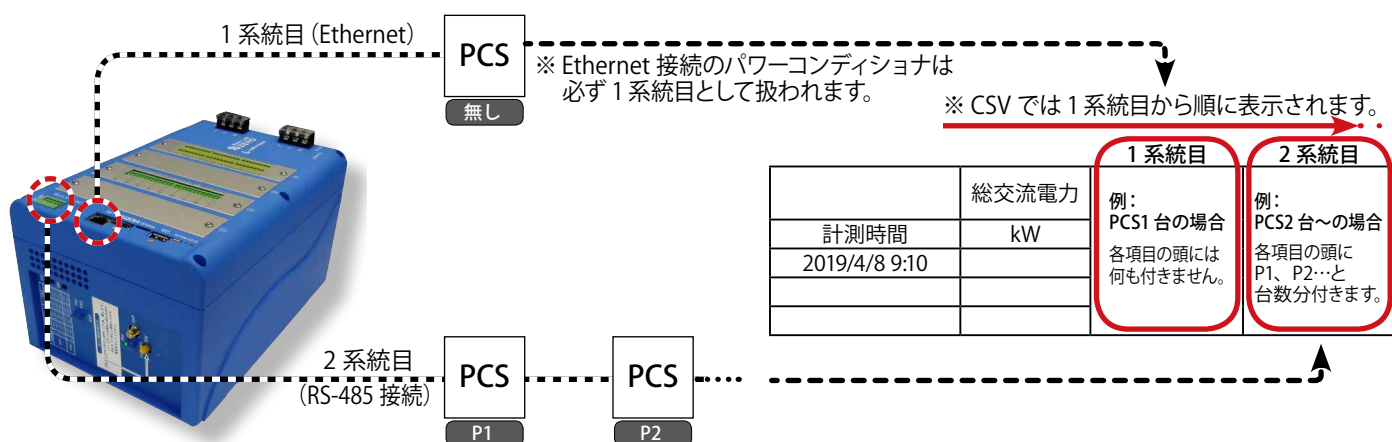 1 系統目（Ethernet）
PCS
無し
※ Ethernet 接続のパワーコンディショナは
必ず 1 系統目として扱われます。
※ CSV では 1 系統目から順に表示されます。
1 系統目
2 系統目
総交流電力
計測時間
kW
2019/4/8 9:10
例：
PCS1 台の場合
各項目の頭には
何も付きません。
例：
PCS2 台～の場合
各項目の頭に
P1、P2…と
台数分付きます。
2 系統目
（RS-485 接続）
PCS
P1
PCS
P2